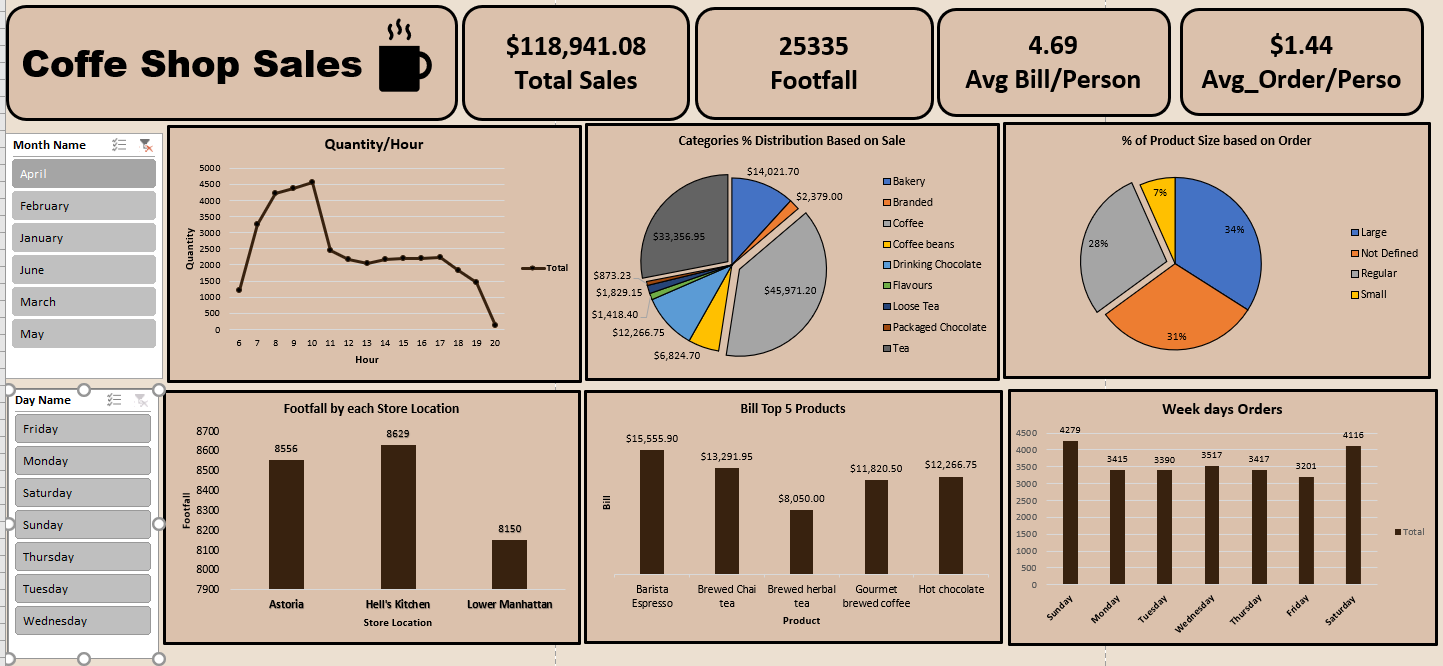 Coffe Shop Sales
$118,941.08
Total Sales
25335
Footfall
4.69
Avg Bill/Person
$1.44
Avg_Order/Perso
Month Name
April
February
January
June
March
May
Quantity/Hour
5000
4500
4000
3500
3000
2500
2000
1500
1000
500
0
Quantity
6 7 8 9 10 11 12 13 14 15 16 17 18 19 20
Hour
Total
Categories % Distribution Based on Sale
$14,021.70
$2,379.00
$45,971.20
$6,824.70
$12,266.75
$1,418.40
$1,829.15
$873.23
$33,356.95
Bakery
Branded
Coffee
Coffee beans
Drinking Chocolate
Flavours
Loose Tea
Packaged Chocolate
Tea
% of Product Size based on Order
34%
31%
28%
7%
Large
Not Defined
Regular
Small
Day Name
Friday
Monday
Saturday
Sunday
Thursday
Tuesday
Wednesday
Footfall by each Store Location
8700
8600
8500
8400
8300
8200
8100
8000
7900
Footfall
8556
8629
8150
Astoria
Hell's Kitchen
Lower Manhattan
Store Location
Bill Top 5 Products
Bill
$15,555.90
$13,291.95
$8,050.00
$11,820.50
$12,266.75
Barista
Espresso
Brewed Chai
tea
Brewed herbal
tea
Gourmet
brewed coffee
Hot chocolate
Product
Week days Orders
4500
4000
3500
3000
2500
2000
1500
1000
500
0
4279
3415
3390
3517
3417
3201
4116
Sunday
Monday
Tuesday
Wednesday
Thursday
Friday
Saturday
Total